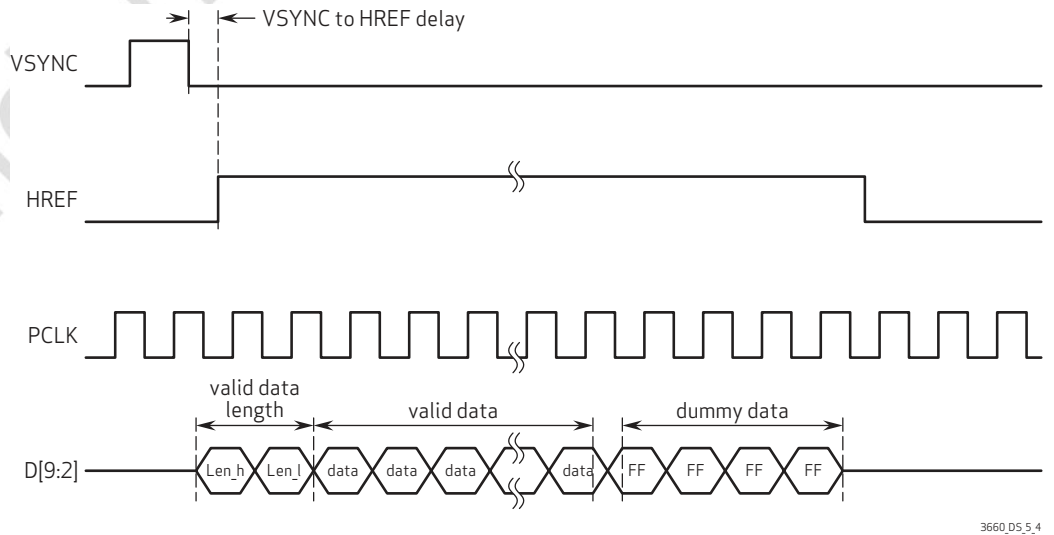 VSYNC to HREF delay
VSYNC
HREF
PCLK
valid data
length
valid data
dummy data
D[9:2]
Len_h Len_l data data data data FF FF FF FF
3660_DS_5_4